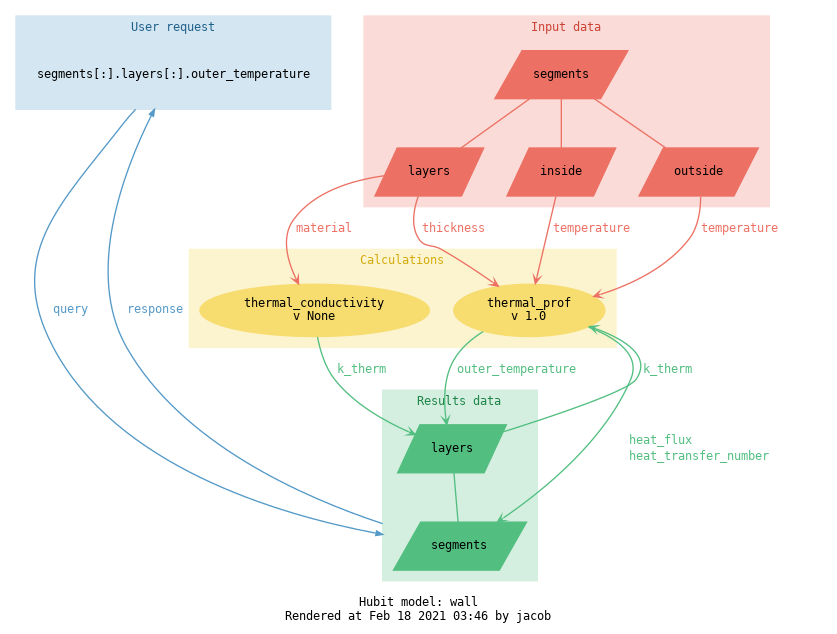 User request
segments[:].layers[:].outer_temperature
Input data
segments
layers
inside
outside
material
thickness
temperature
temperature
Calculations
thermal_conductivity
v None
thermal_prof
v 1.0
query
response
k_therm
outer_temperature
k_therm
Results data
layers
heat_flux
heat_transfer_number
segments
Hubit model: wall
Rendered at Feb 18 2021 03:46 by jacob